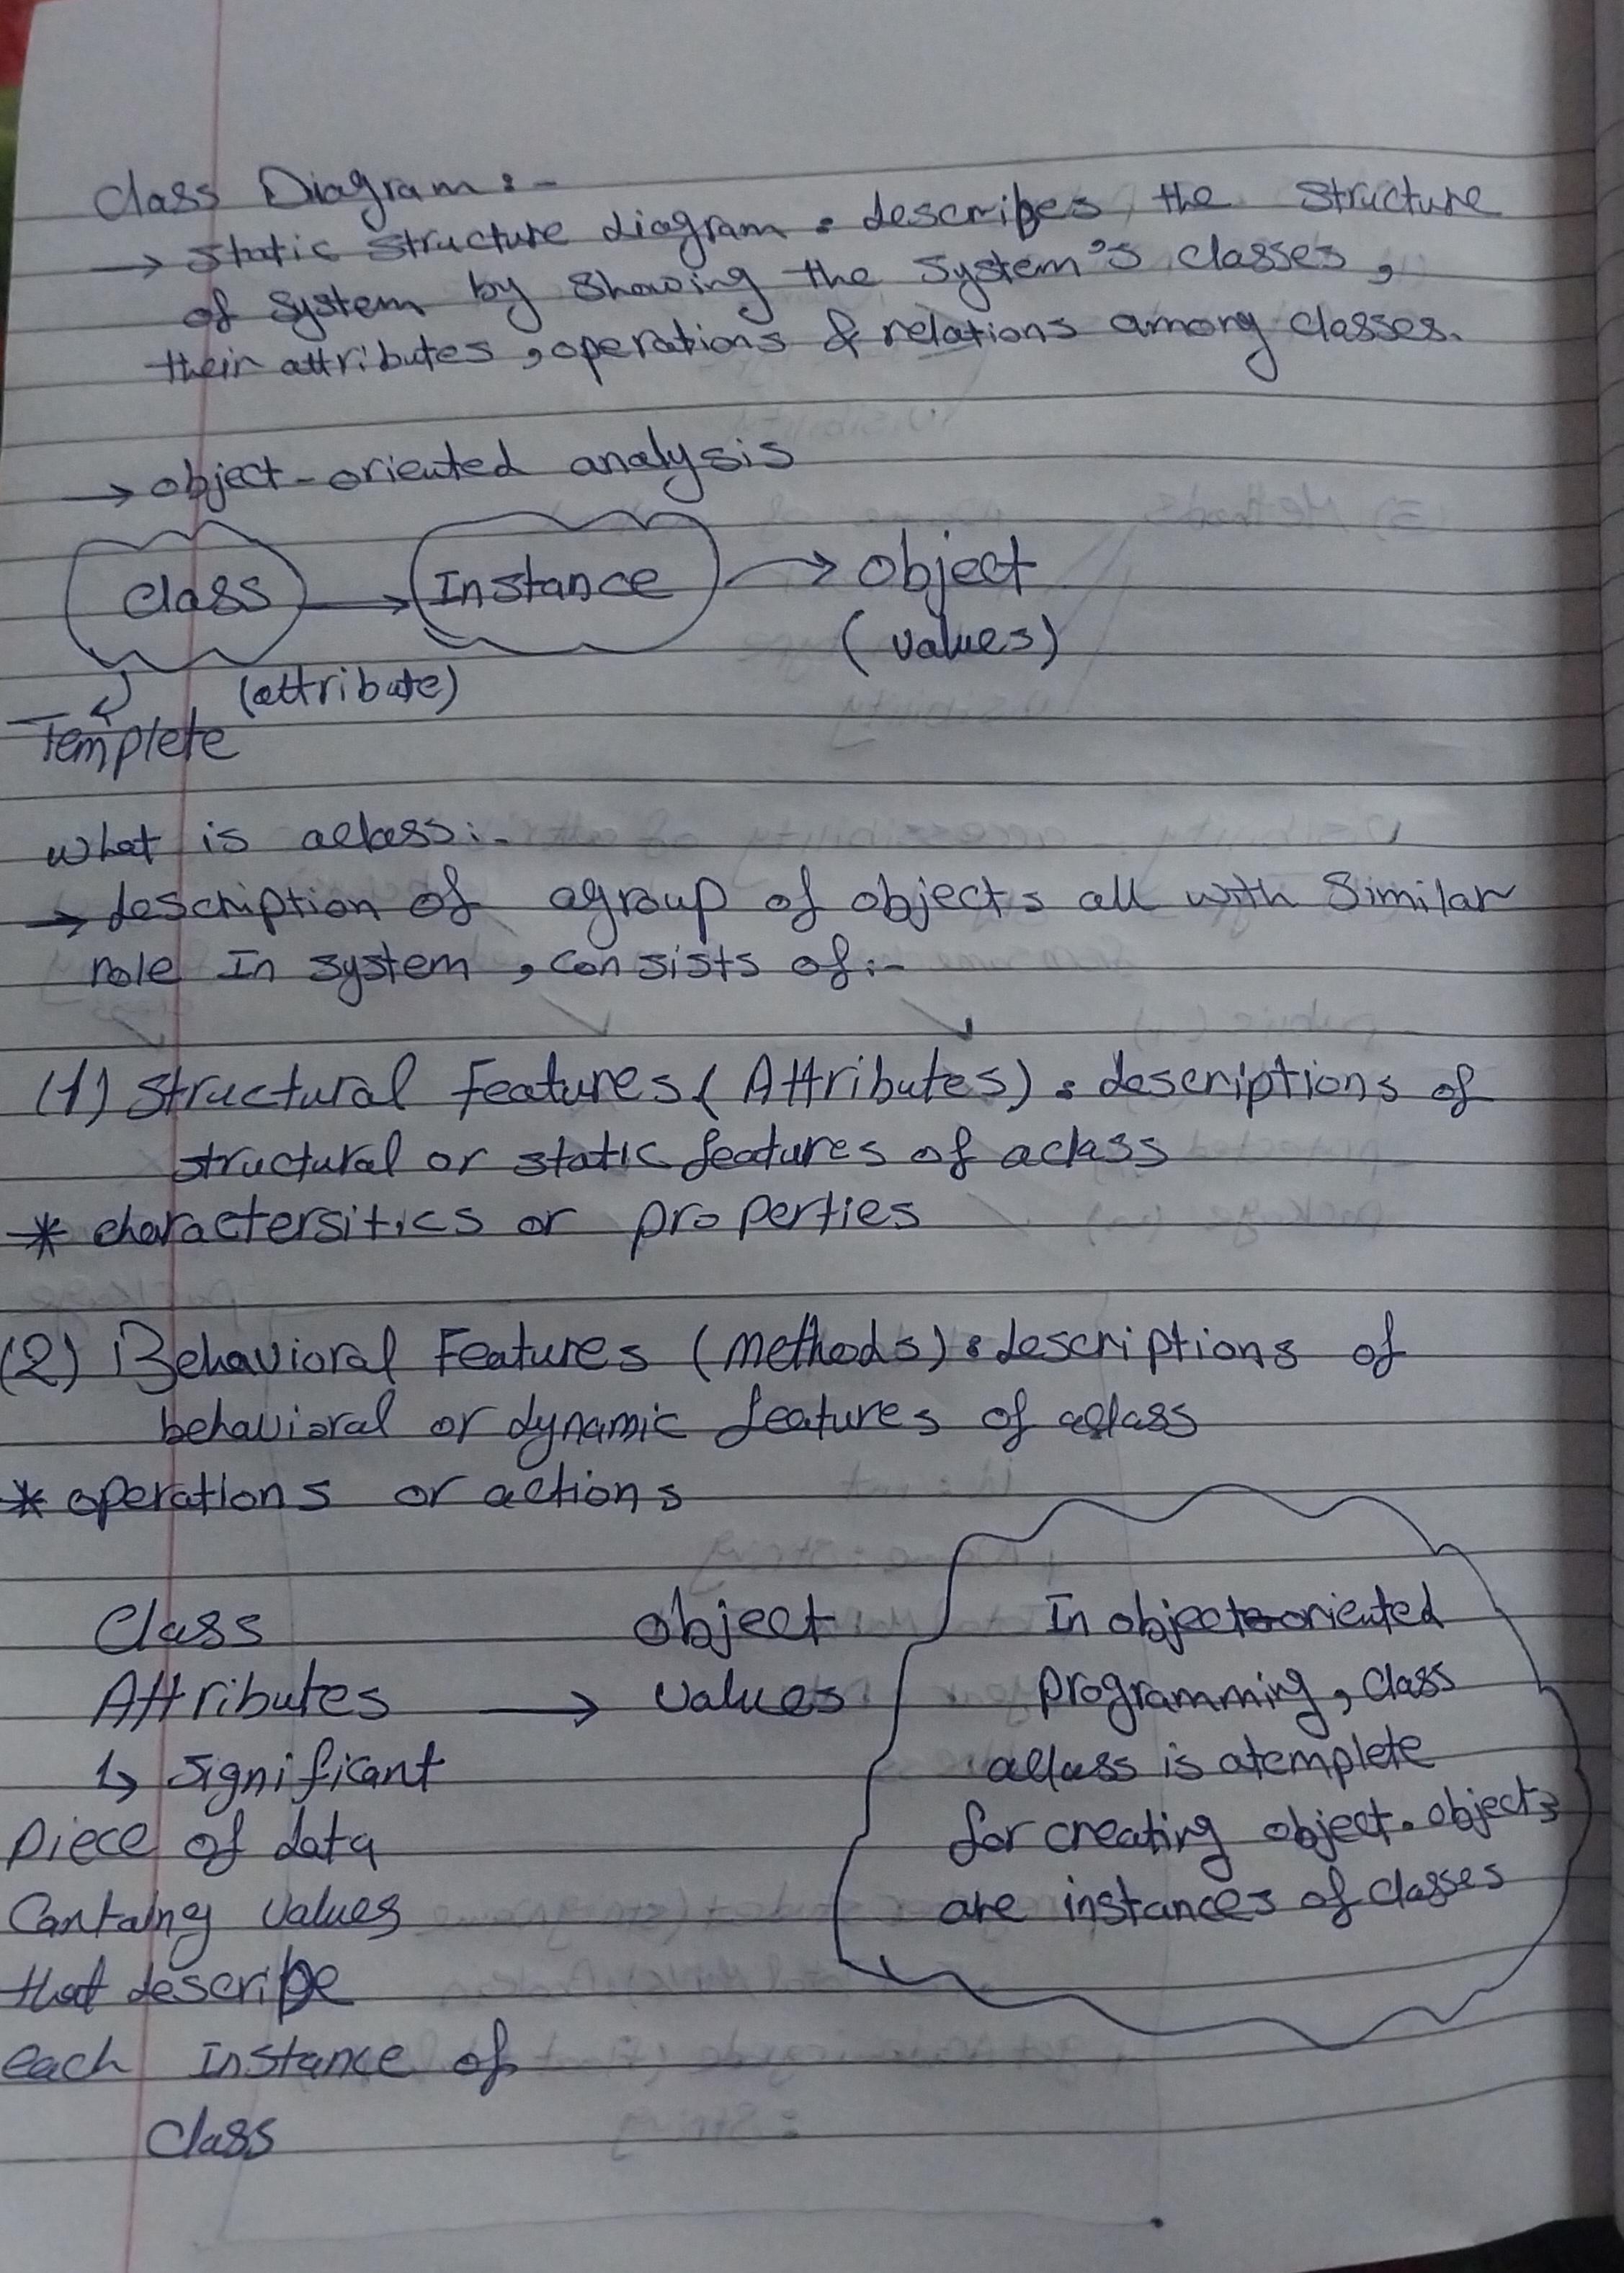 Class Diagram :-
→ Static structure diagram : describes the structure
of system by showing the system's classes,
their attributes, operations & relations among classes.
→ object-oriented analysis
Class → Instance → object
(values)
(attribute)
Templete
what is aclass:-
→ description of agroup of objects all with similar
role In system, consists of:-
(1) Structural Features (Attributes) : descriptions of
structural or static features of aclass
* charactersitics or properties
(2) Behavioral Features (methods) : descriptions of
behavioral or dynamic features of aclass
* operations or actions
Class object
Attributes → values
↳ significant
piece of data
Containg values
that describe
each Instance of
class
In object-oriented
programming, class
aclass is atemplete
for creating object. objects
are instances of classes